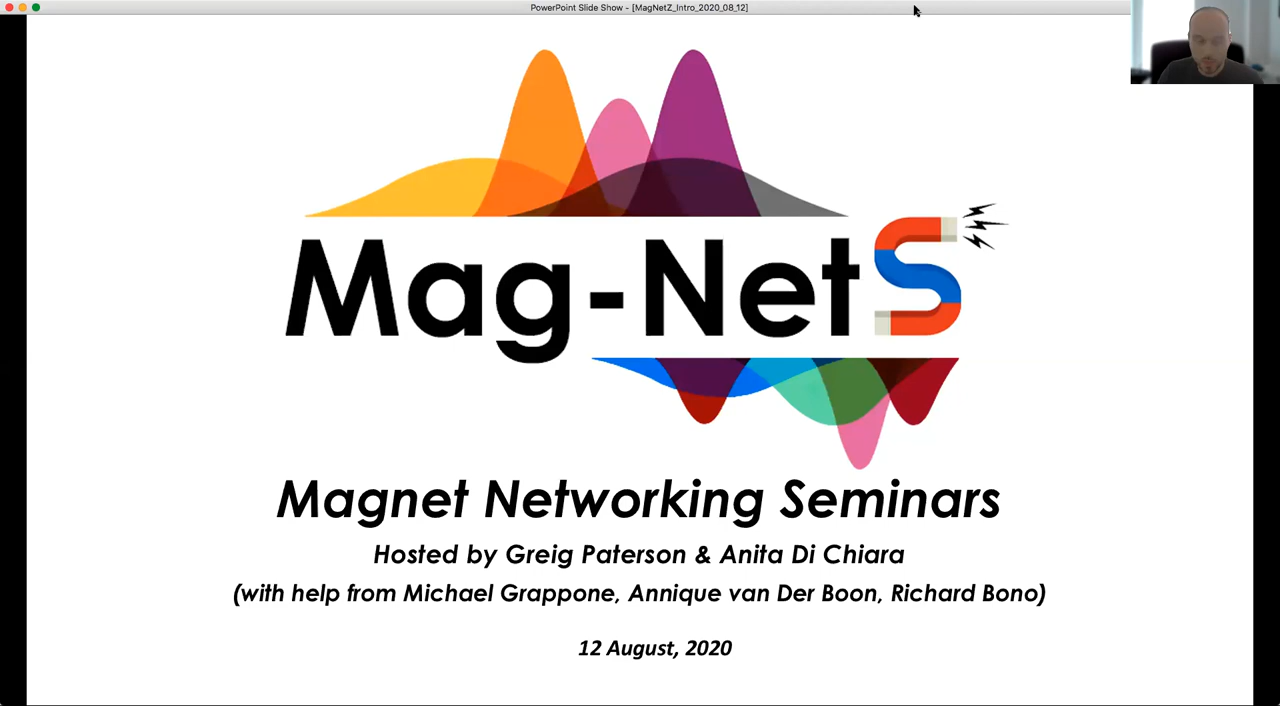 PowerPoint Slide Show - [MagNetZ_Intro_2020_08_12]
Mag-NetS
Magnet Networking Seminars
Hosted by Greig Paterson & Anita Di Chiara
(with help from Michael Grappone, Annique van Der Boon, Richard Bono)
12 August, 2020